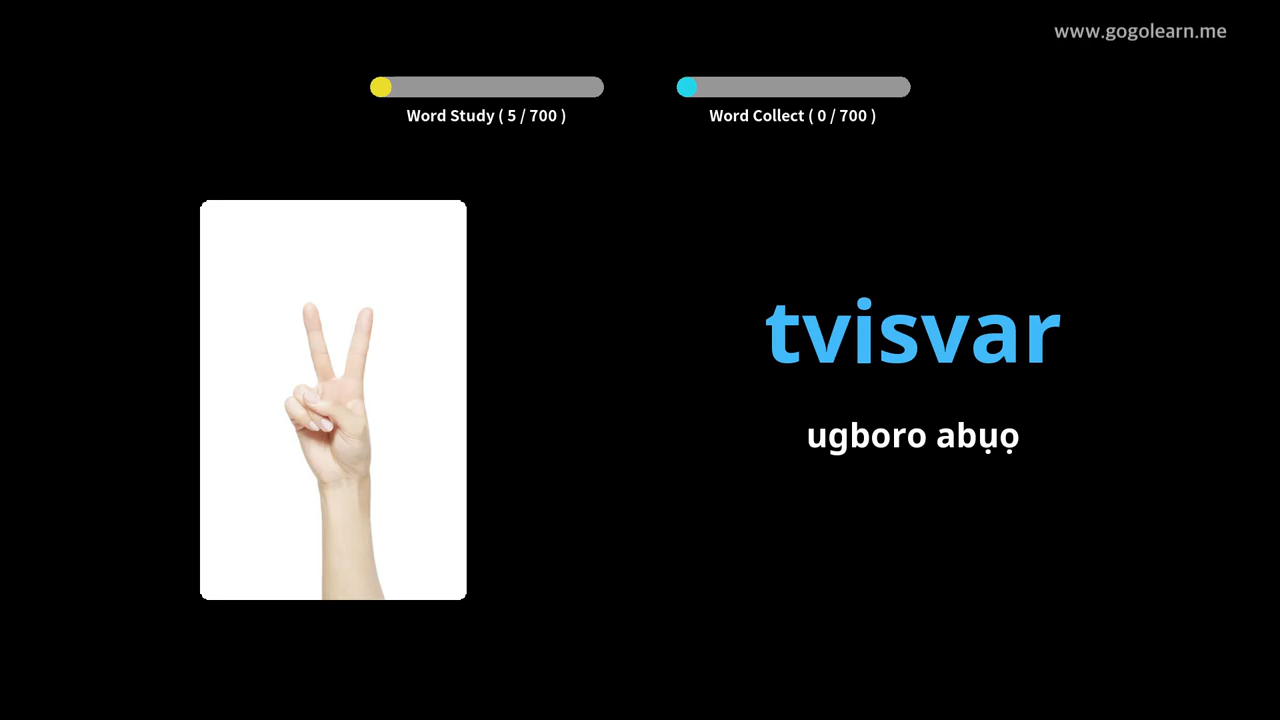 www.gogolearn.me
Word Study ( 5 / 700 )
Word Collect ( 0 / 700 )
tvisvar
ugboro abụọ